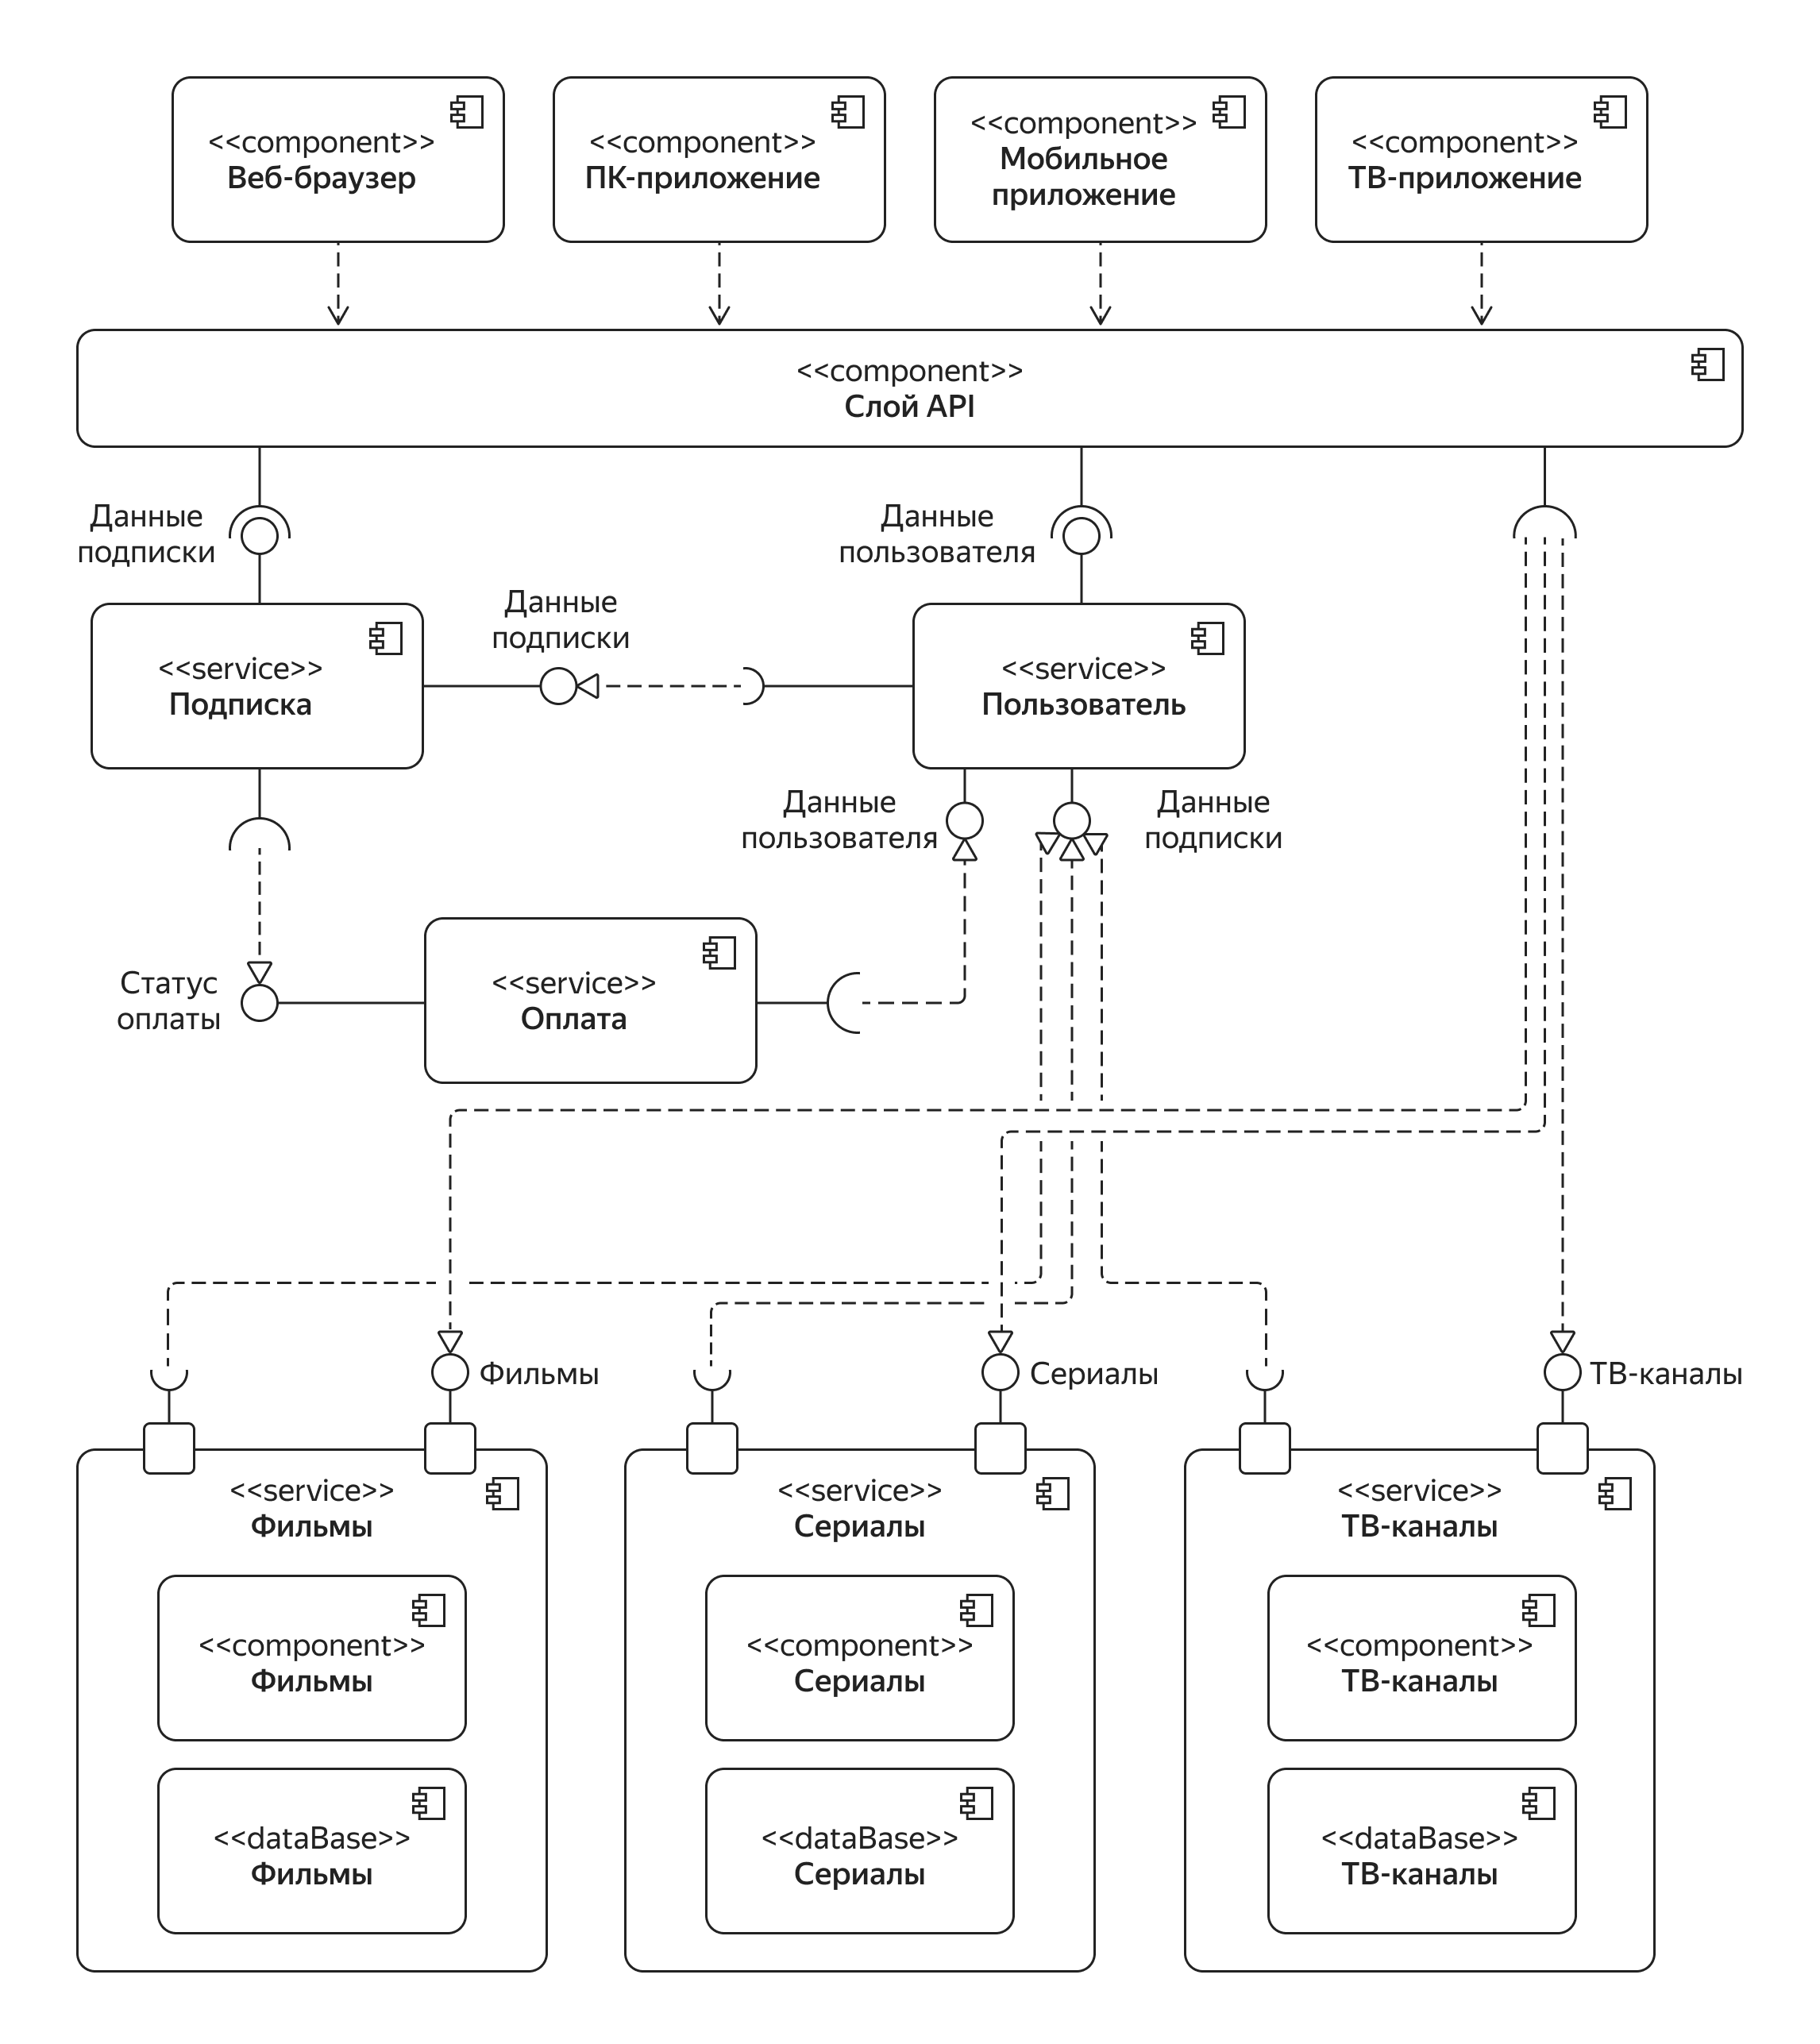 <<component>>
Веб-браузер
<<component>>
ПК-приложение
<<component>>
Мобильное
приложение
<<component>>
ТВ-приложение
<<component>>
Слой API
Данные
подписки
Данные
пользователя
Данные
подписки
<<service>>
Подписка
<<service>>
Пользователь
Данные
пользователя
Данные
подписки
Статус
оплаты
<<service>>
Оплата
Фильмы
Сериалы
ТВ-каналы
<<service>>
Фильмы
<<component>>
Фильмы
<<dataBase>>
Фильмы
<<service>>
Сериалы
<<component>>
Сериалы
<<dataBase>>
Сериалы
<<service>>
ТВ-каналы
<<component>>
ТВ-каналы
<<dataBase>>
ТВ-каналы